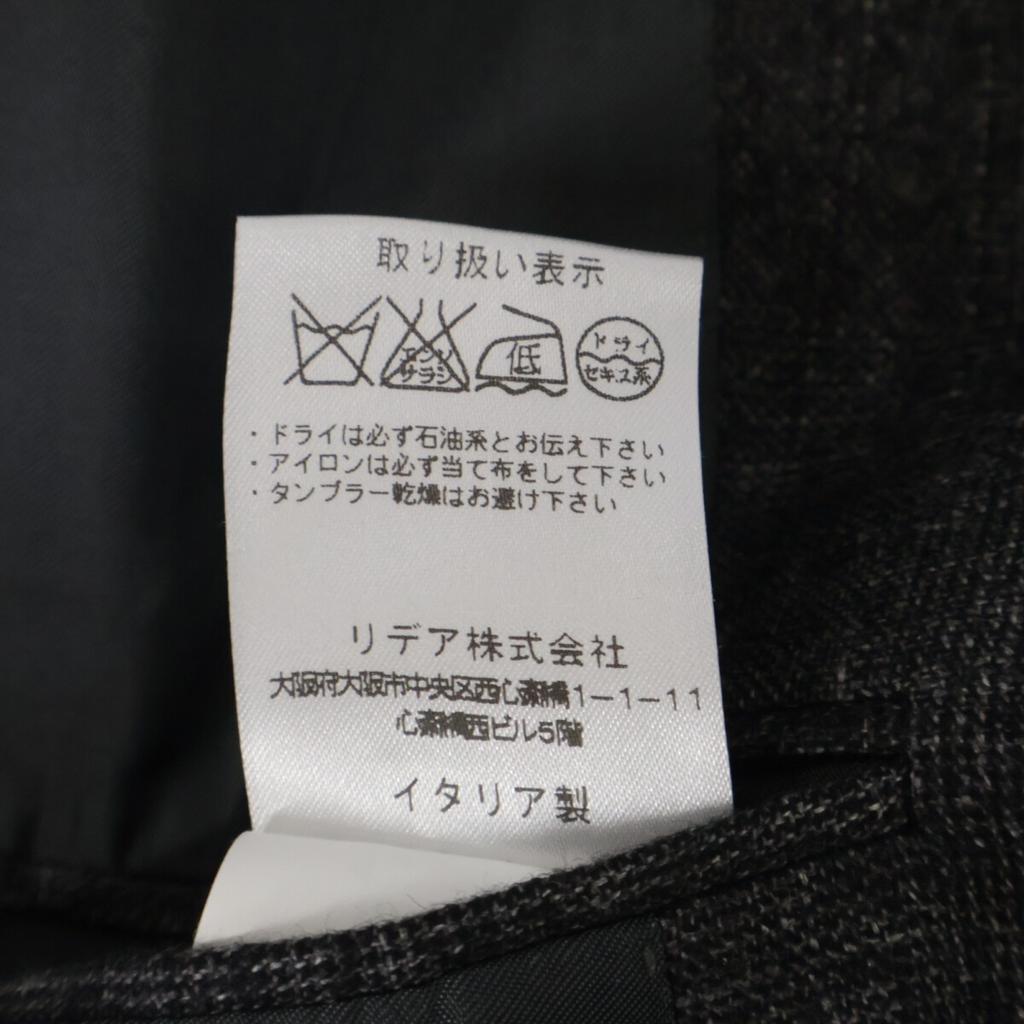 取り扱い表示
エンソ
サラシ
低
ドライ
セキユ系
・ドライは必ず石油系とお伝え下さい
・アイロンは必ず当て布をして下さい
・タンブラー乾燥はお避け下さい
リデア株式会社
大阪府大阪市中央区西心斎橋1-1-11
心斎橋西ビル5階
イタリア製